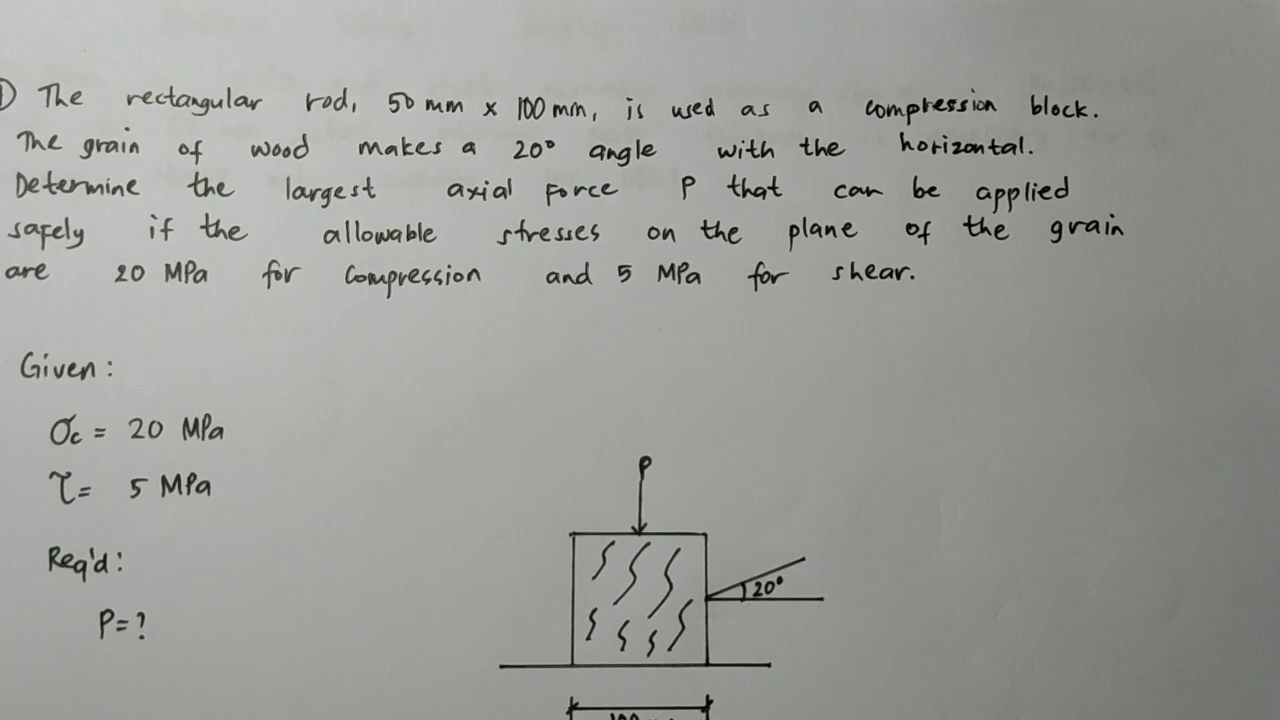 1) The rectangular rod, 50 mm x 100 mm, is used as a compression block.
The grain of wood makes a 20° angle with the horizontal.
Determine the largest axial force P that can be applied
safely if the allowable stresses on the plane of the grain
are 20 MPa for compression and 5 MPa for shear.
Given:
σc = 20 MPa
τ = 5 MPa
Req'd:
P = ?
P
20°